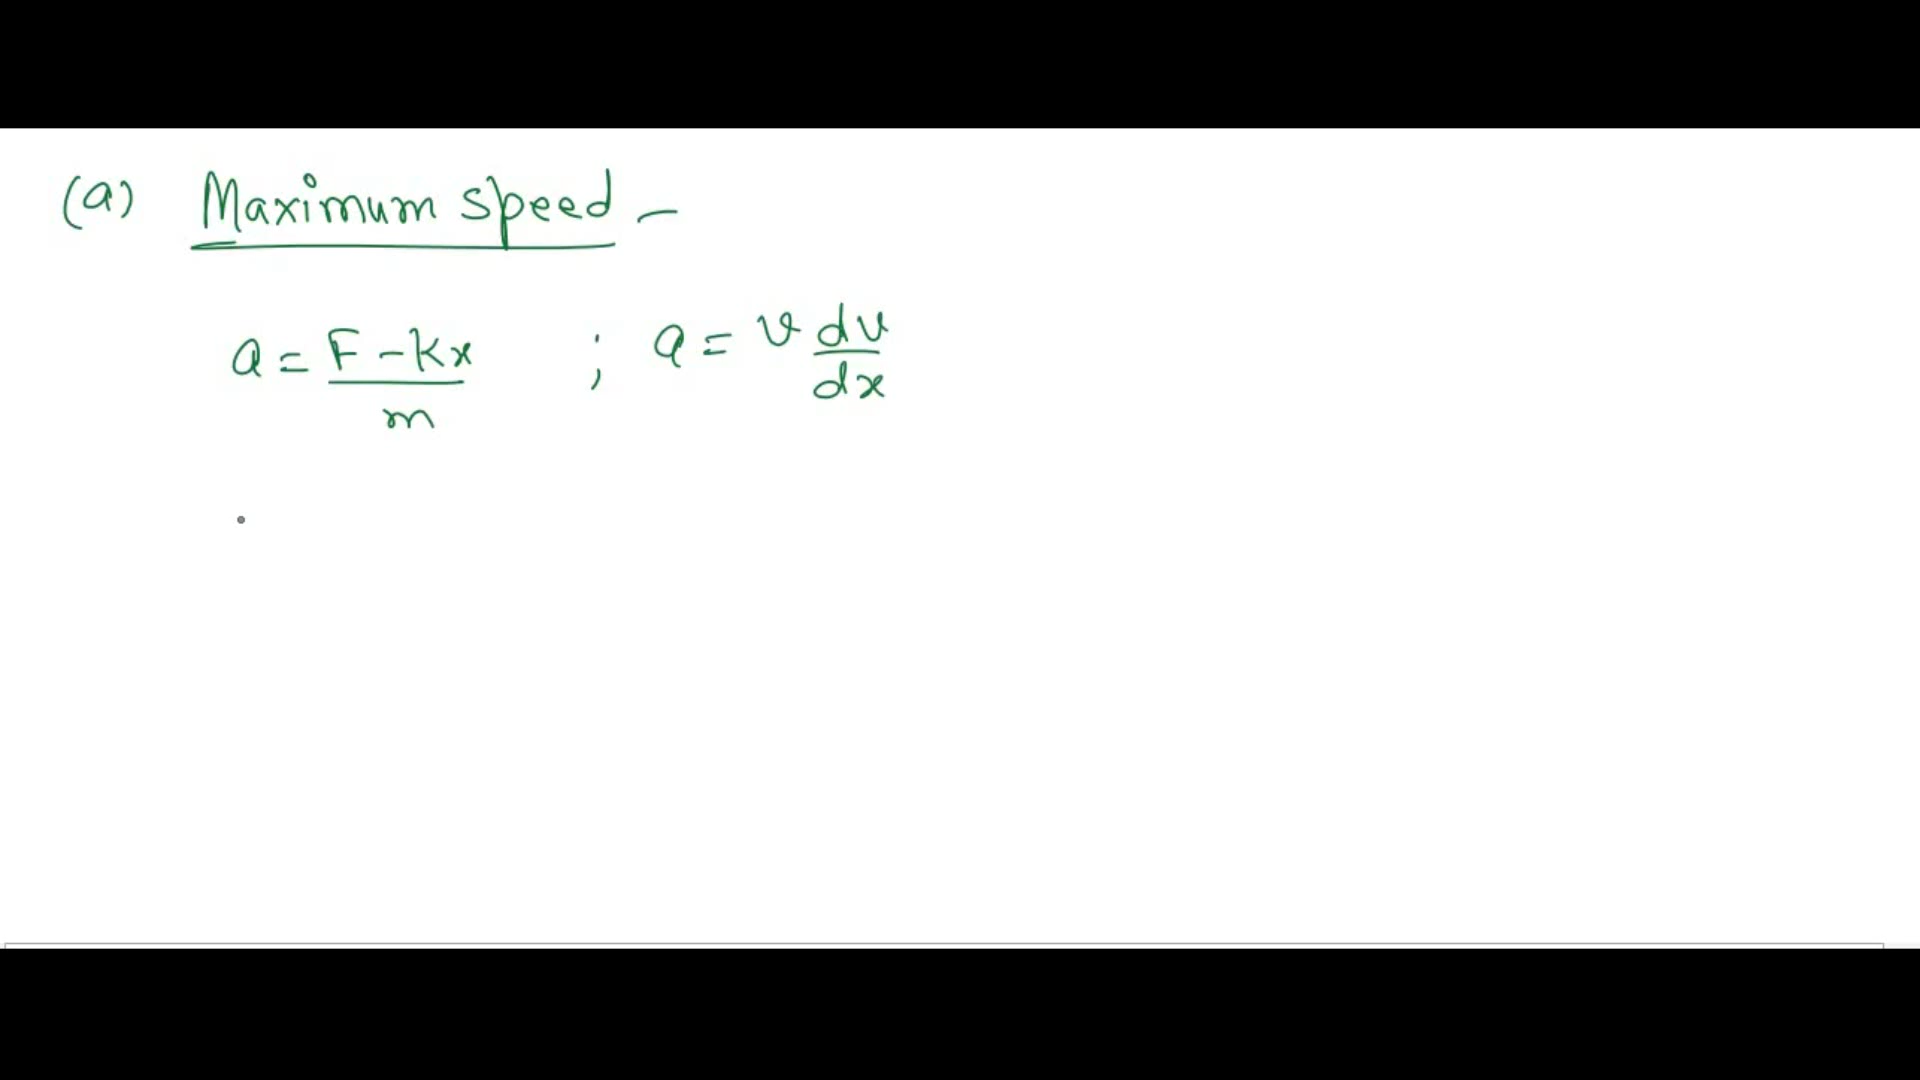 (a) Maximum speed –
a = F - kx / m ; a = v dv / dx